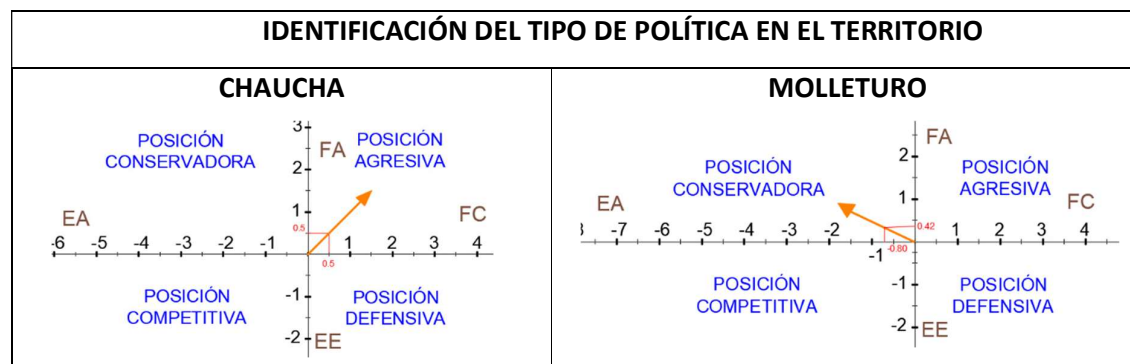 IDENTIFICACIÓN DEL TIPO DE POLÍTICA EN EL TERRITORIO
CHAUCHA
POSICIÓN
CONSERVADORA
3
FA
POSICIÓN
AGRESIVA
2
1
EA
FC
0.5
-6 -5 -4 -3 -2 -1 1 2 3 4
0.5
-1
POSICIÓN
COMPETITIVA
POSICIÓN
DEFENSIVA
-2
EE
MOLLETURO
FA
2
POSICIÓN
CONSERVADORA
POSICIÓN
AGRESIVA
1
EA
FC
0.42
-7 -6 -5 -4 -3 -2 1 2 3 4
-1
-0.80
-1
POSICIÓN
COMPETITIVA
POSICIÓN
DEFENSIVA
-2
EE